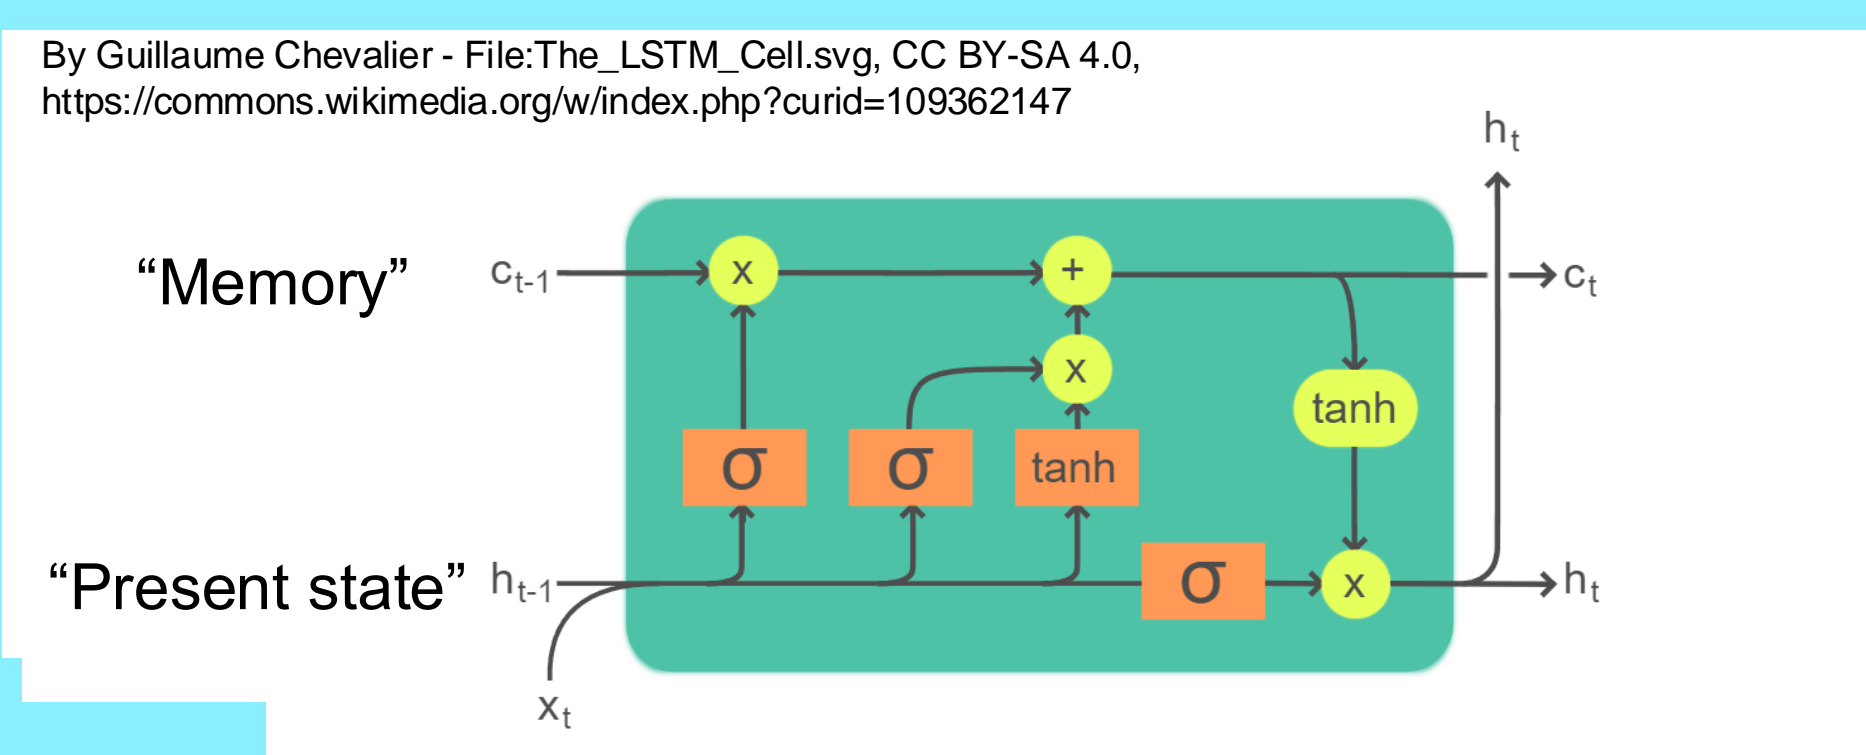 By Guillaume Chevalier - File:The_LSTM_Cell.svg, CC BY-SA 4.0,
https://commons.wikimedia.org/w/index.php?curid=109362147
hₜ
“Memory” cₜ₋₁ x + cₜ
x
tanh
σ σ tanh
“Present state” hₜ₋₁ σ x hₜ
xₜ